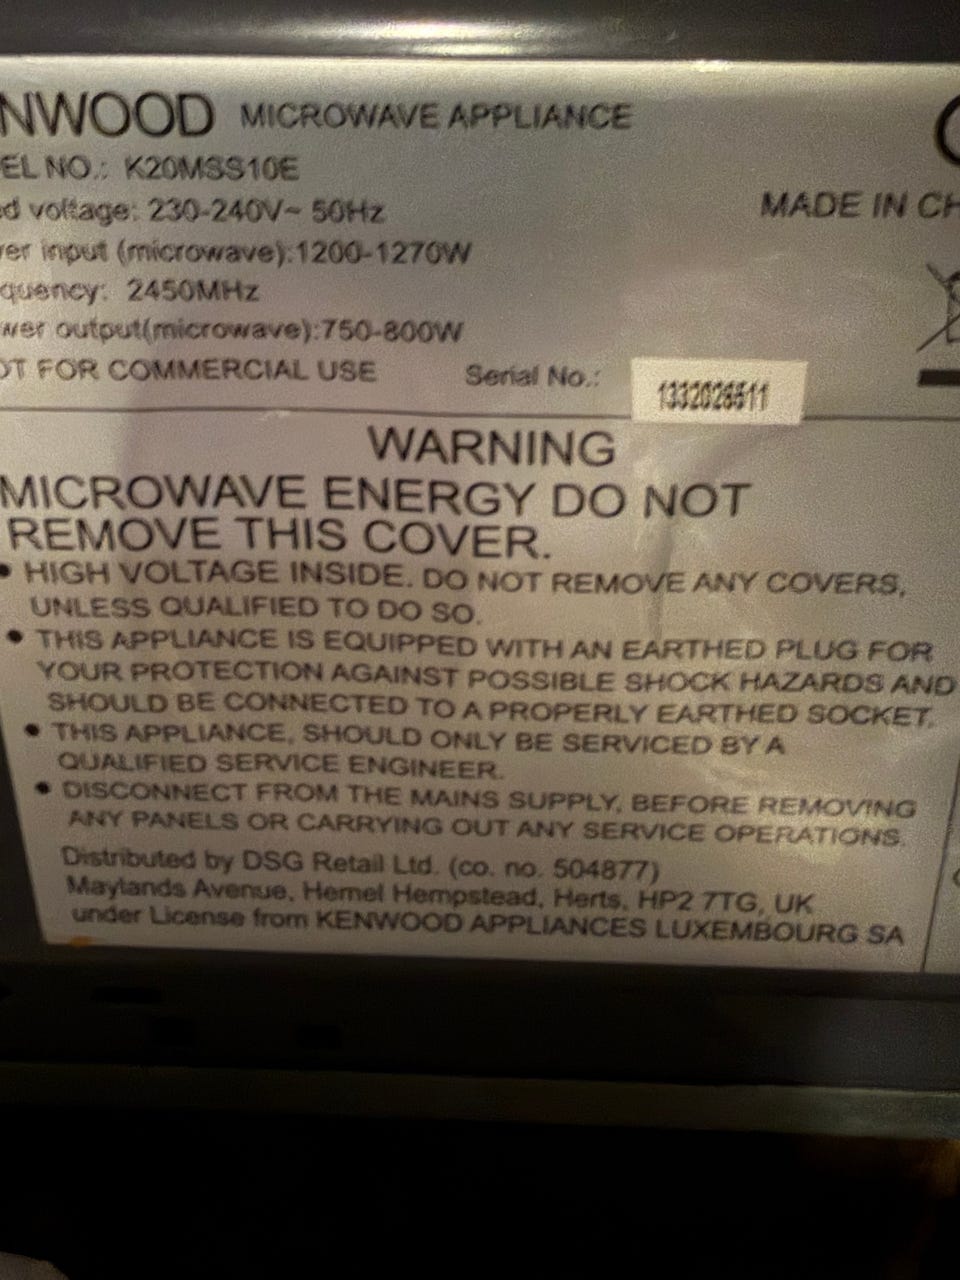 NWOOD MICROWAVE APPLIANCE
EL NO.: K20MSS10E
ed voltage: 230-240V~ 50Hz
MADE IN CH
er input (microwave):1200-1270W
quency: 2450MHz
wer output(microwave):750-800W
OT FOR COMMERCIAL USE
Serial No.:
WARNING
MICROWAVE ENERGY DO NOT
REMOVE THIS COVER.
• HIGH VOLTAGE INSIDE. DO NOT REMOVE ANY COVERS,
UNLESS QUALIFIED TO DO SO.
• THIS APPLIANCE IS EQUIPPED WITH AN EARTHED PLUG FOR
YOUR PROTECTION AGAINST POSSIBLE SHOCK HAZARDS AND
SHOULD BE CONNECTED TO A PROPERLY EARTHED SOCKET.
• THIS APPLIANCE, SHOULD ONLY BE SERVICED BY A
QUALIFIED SERVICE ENGINEER.
• DISCONNECT FROM THE MAINS SUPPLY, BEFORE REMOVING
ANY PANELS OR CARRYING OUT ANY SERVICE OPERATIONS.
Distributed by DSG Retail Ltd. (co. no. 504877)
Maylands Avenue, Hemel Hempstead, Herts, HP2 7TG, UK
under License from KENWOOD APPLIANCES LUXEMBOURG SA